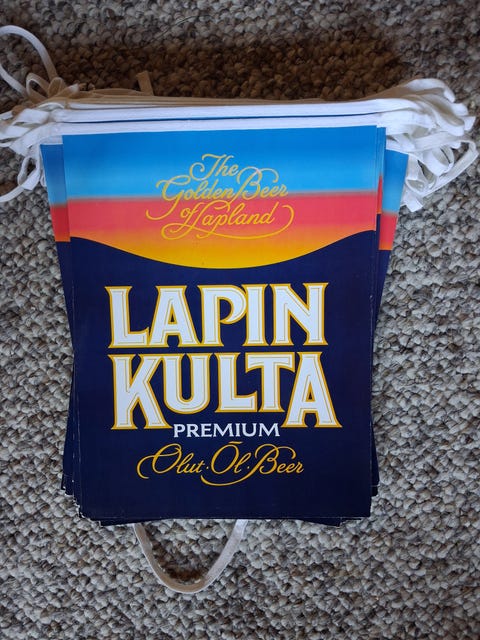 The
Golden Beer
of Lapland
LAPIN
KULTA
PREMIUM
Olut·Öl·Beer